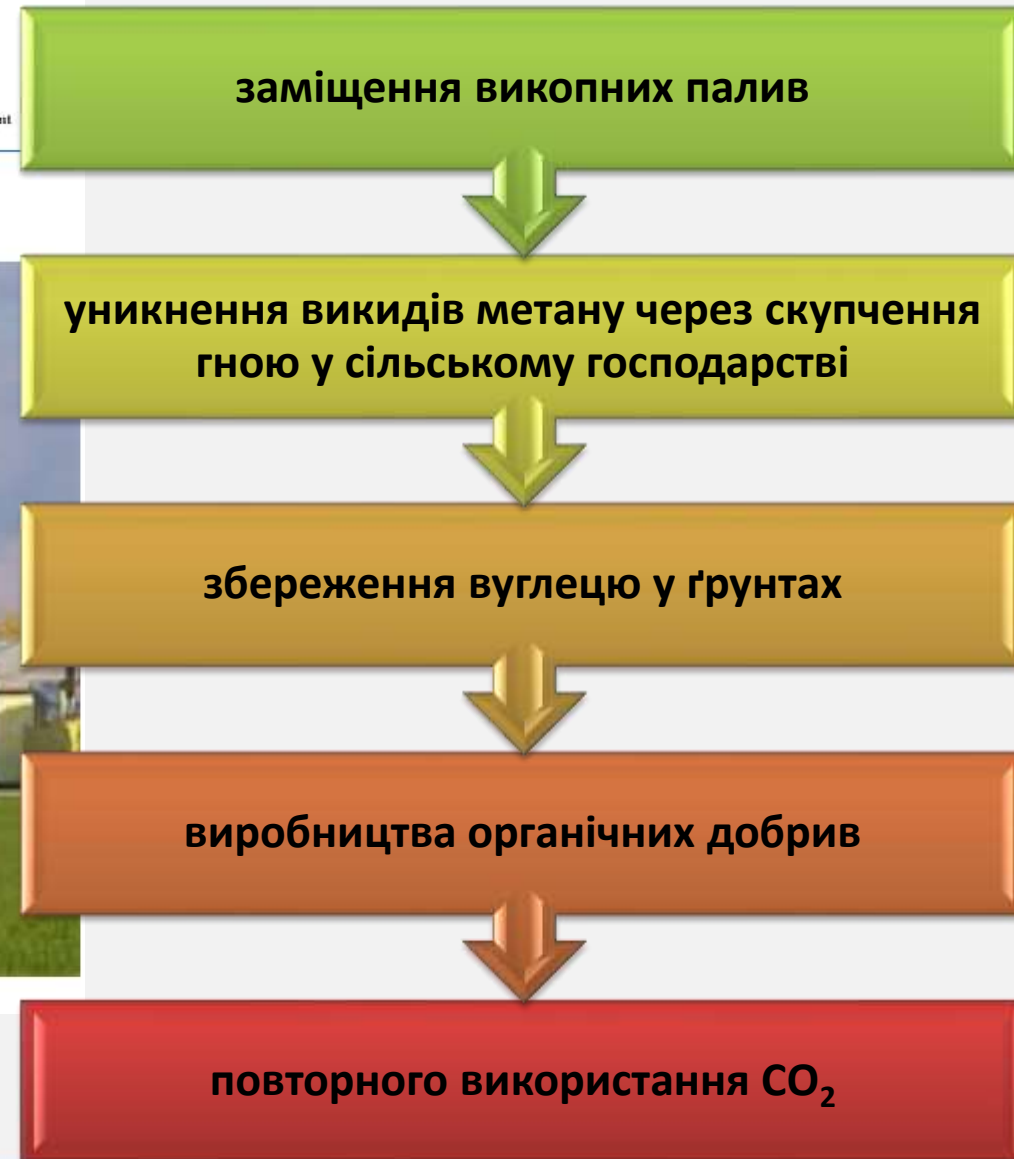 заміщення викопних палив
уникнення викидів метану через скупчення
гною у сільському господарстві
збереження вуглецю у ґрунтах
виробництва органічних добрив
повторного використання CO₂